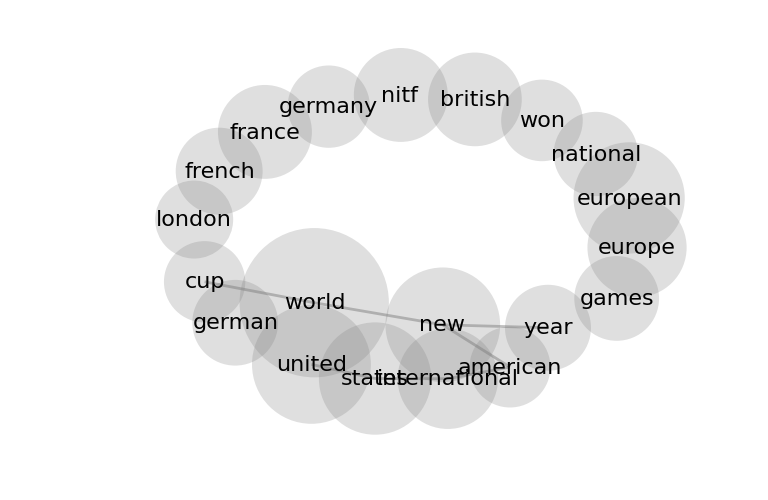 nitf
british
germany
won
france
national
french
european
london
europe
cup
games
world
german
new
year
united
american
states
international